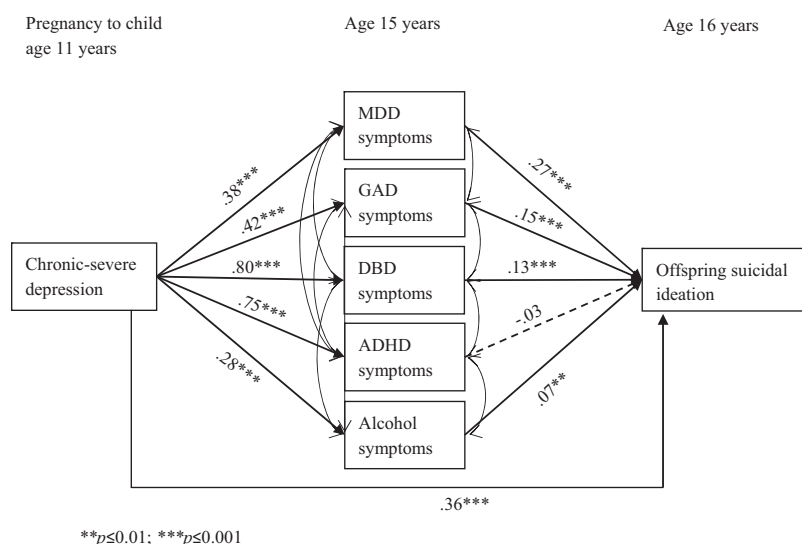 Pregnancy to child
age 11 years
Age 15 years
Age 16 years
MDD
symptoms
GAD
symptoms
DBD
symptoms
ADHD
symptoms
Alcohol
symptoms
Chronic-severe
depression
Offspring suicidal
ideation
.38***
.42***
.80***
.75***
.28***
.27***
.15***
.13***
-.03
.07**
.36***
**p≤0.01; ***p≤0.001